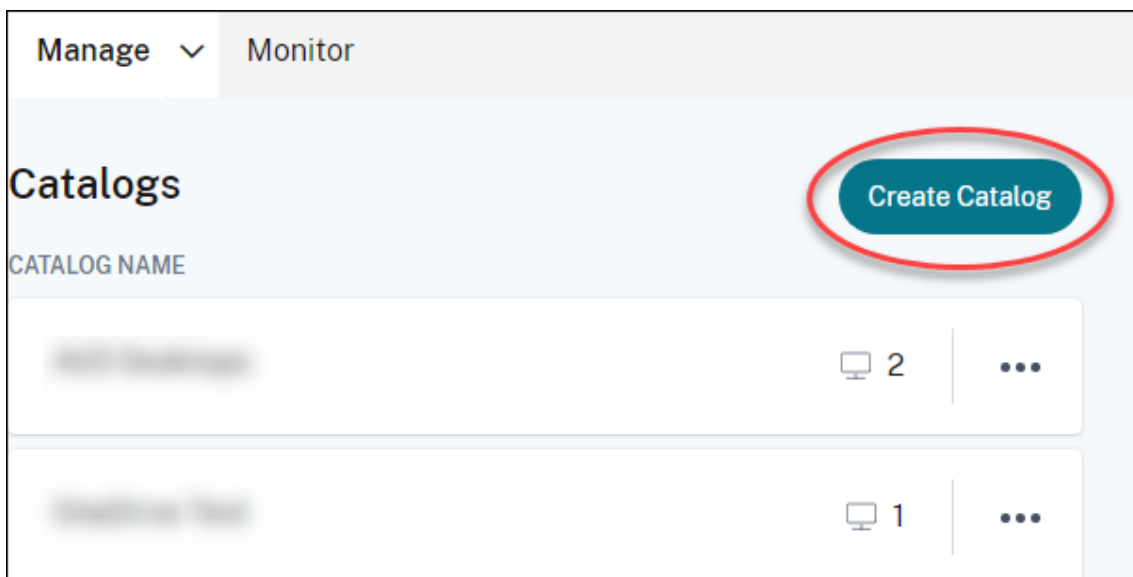 Manage Monitor
Catalogs
Create Catalog
CATALOG NAME
2
1